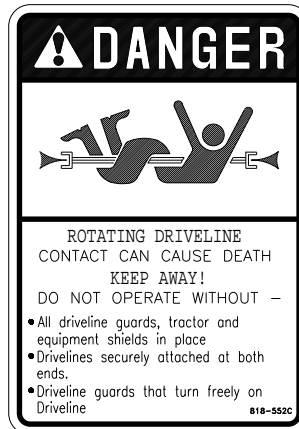 DANGER
ROTATING DRIVELINE
CONTACT CAN CAUSE DEATH
KEEP AWAY!
DO NOT OPERATE WITHOUT –
• All driveline guards, tractor and
equipment shields in place
• Drivelines securely attached at both
ends.
• Driveline guards that turn freely on
Driveline
818-552C